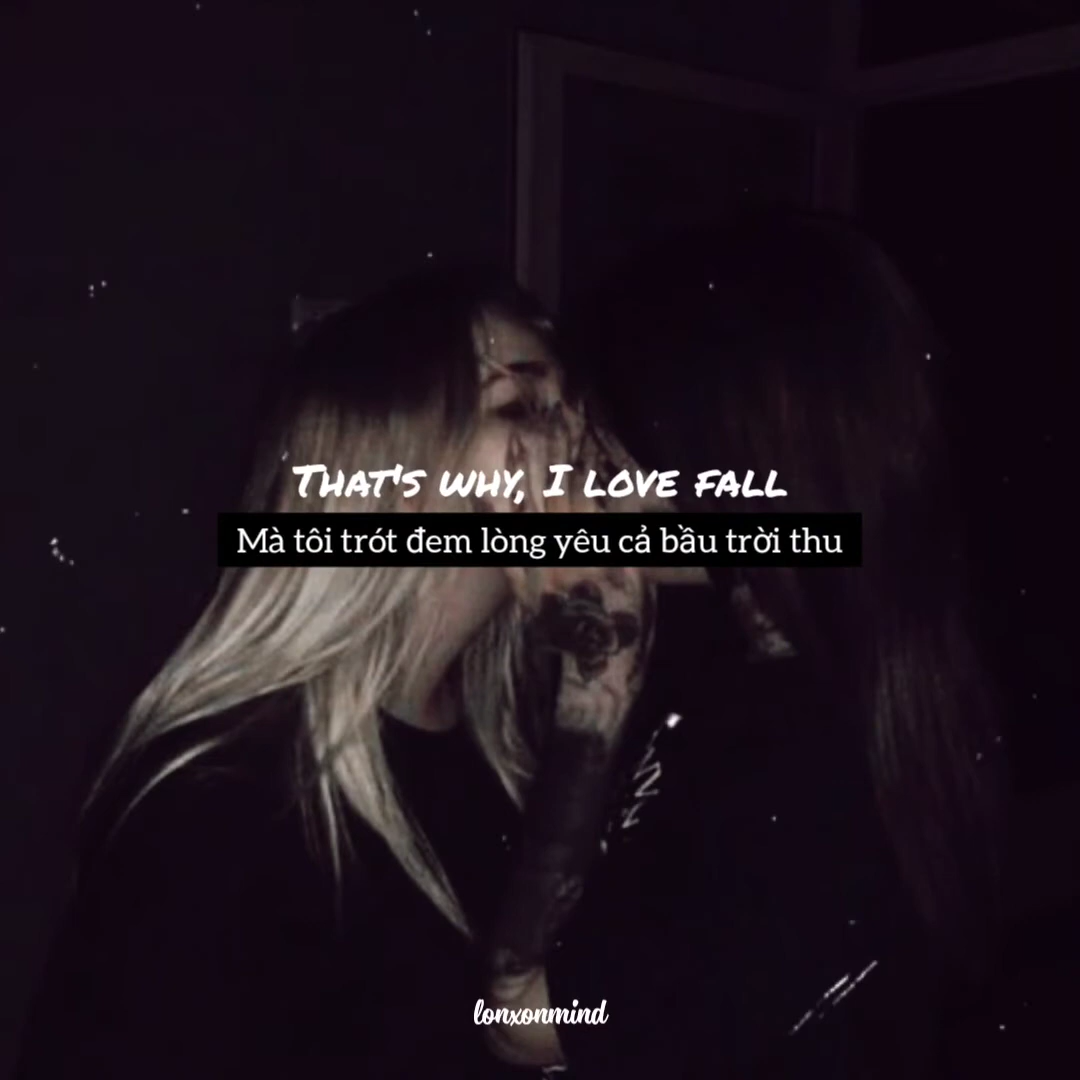 That's why, I love fall
Mà tôi trót đem lòng yêu cả bầu trời thu
lonxonmind